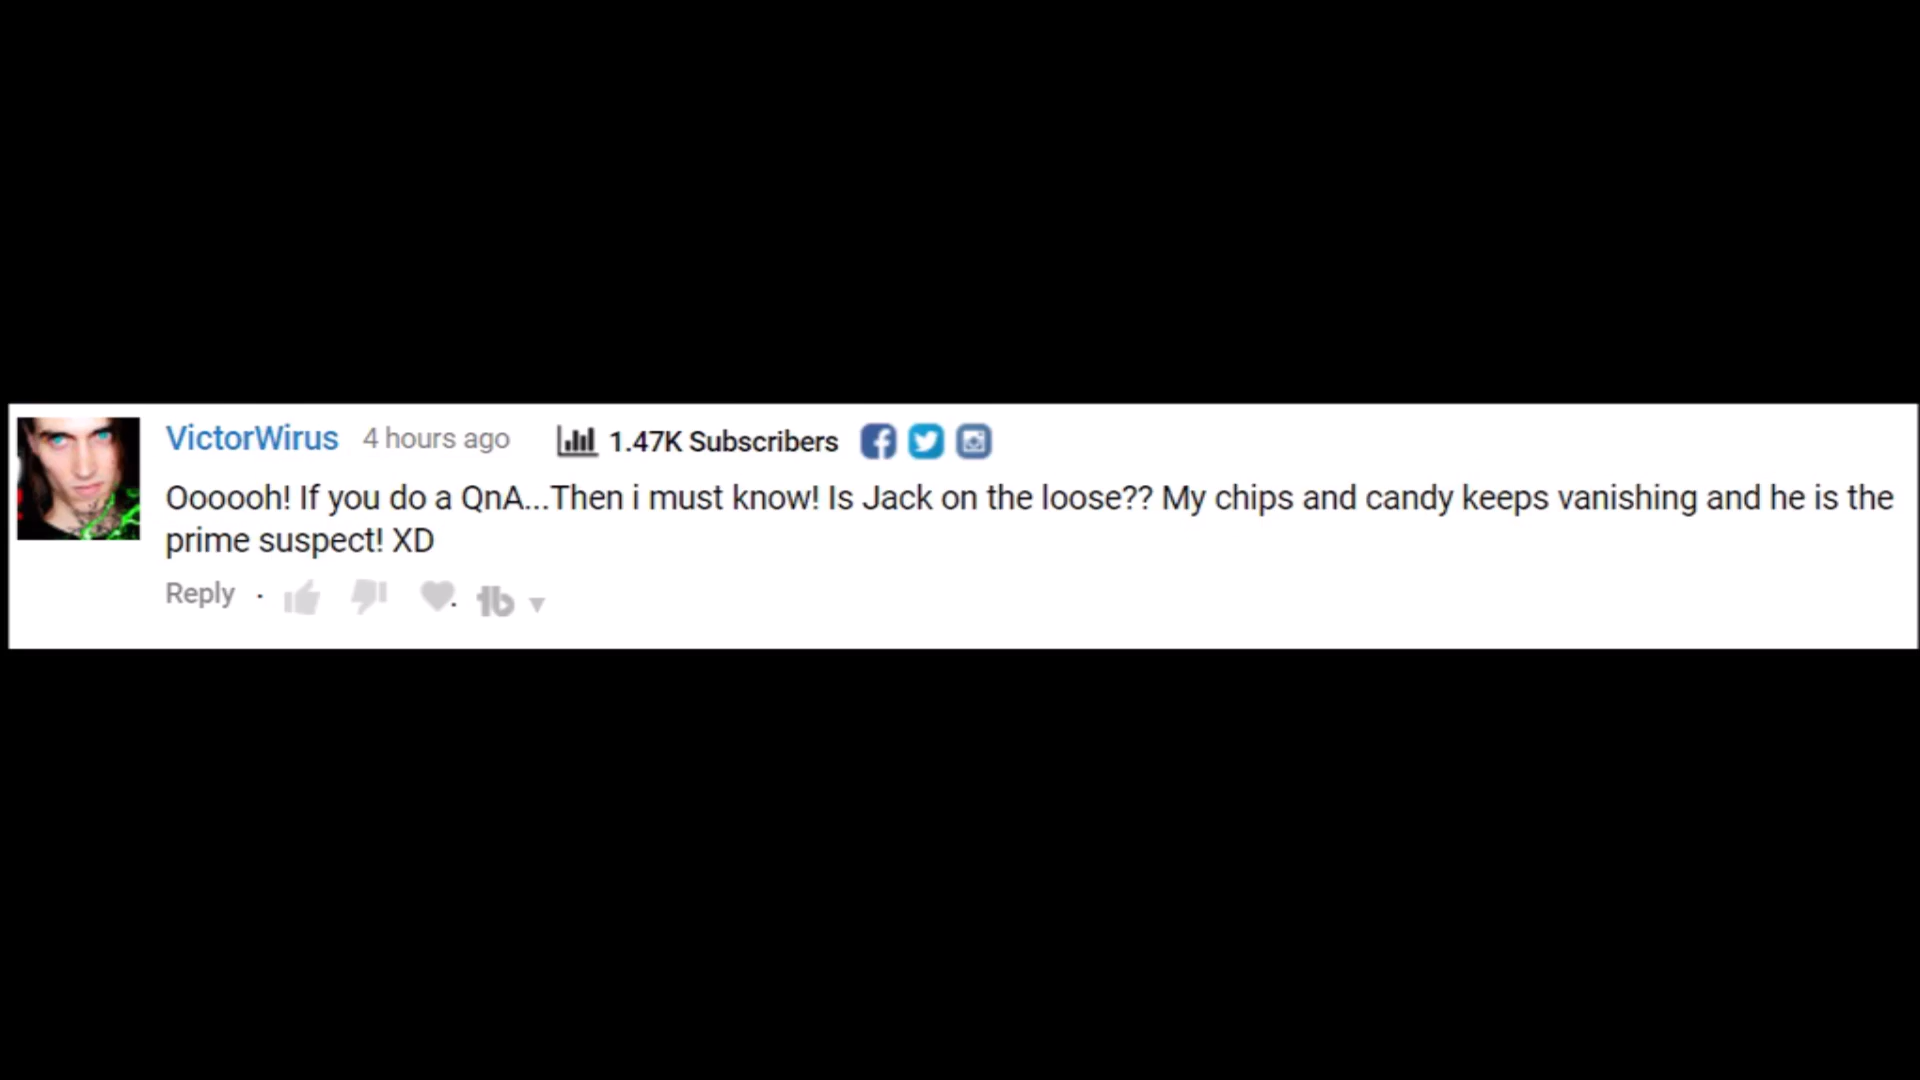 VictorWirus 4 hours ago 1.47K Subscribers
Oooooh! If you do a QnA...Then i must know! Is Jack on the loose?? My chips and candy keeps vanishing and he is the
prime suspect! XD
Reply ·